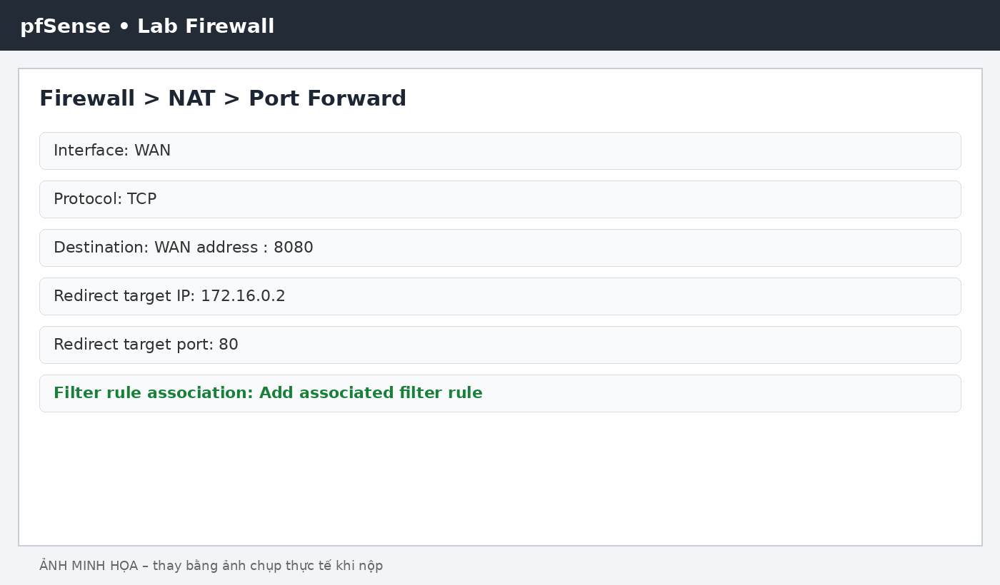 pfSense • Lab Firewall
Firewall > NAT > Port Forward
Interface: WAN
Protocol: TCP
Destination: WAN address : 8080
Redirect target IP: 172.16.0.2
Redirect target port: 80
Filter rule association: Add associated filter rule
ẢNH MINH HỌA – thay bằng ảnh chụp thực tế khi nộp